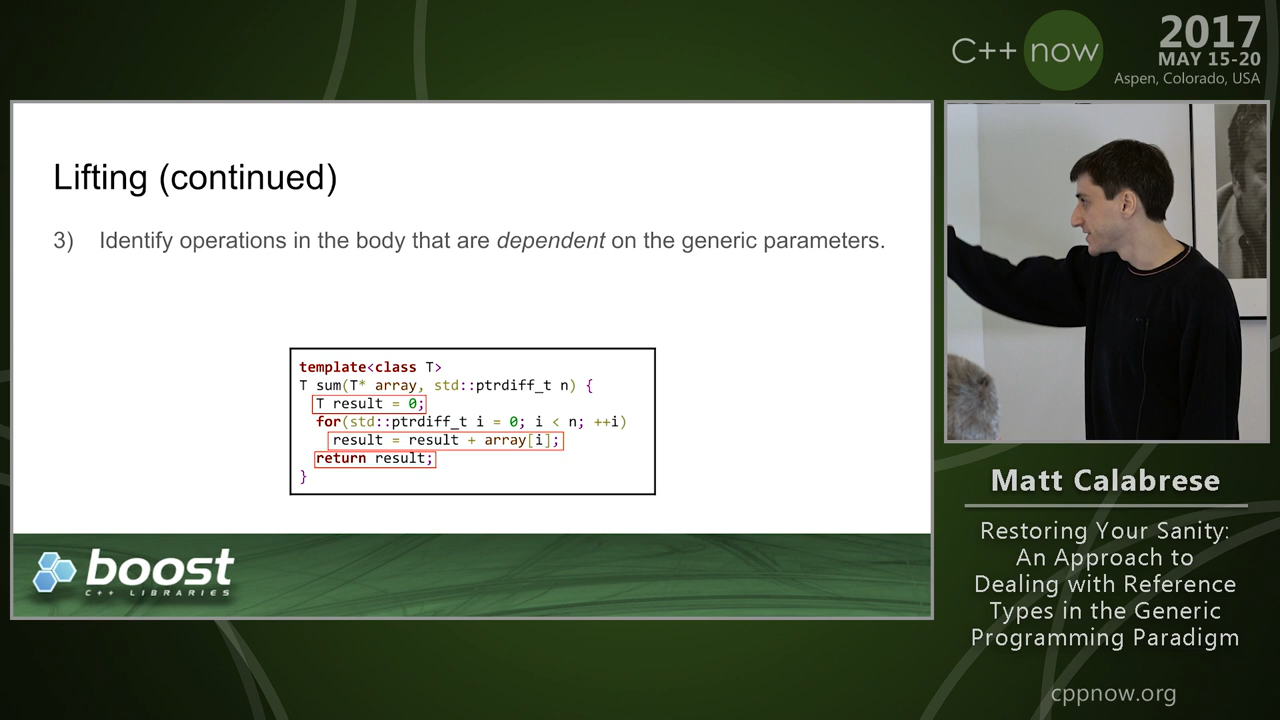 C++ now
2017
MAY 15-20
Aspen, Colorado, USA
Lifting (continued)
3) Identify operations in the body that are dependent on the generic parameters.
template<class T>
T sum(T* array, std::ptrdiff_t n) {
T result = 0;
for(std::ptrdiff_t i = 0; i < n; ++i)
result = result + array[i];
return result;
}
boost
C++ LIBRARIES
Matt Calabrese
Restoring Your Sanity:
An Approach to
Dealing with Reference
Types in the Generic
Programming Paradigm
cppnow.org